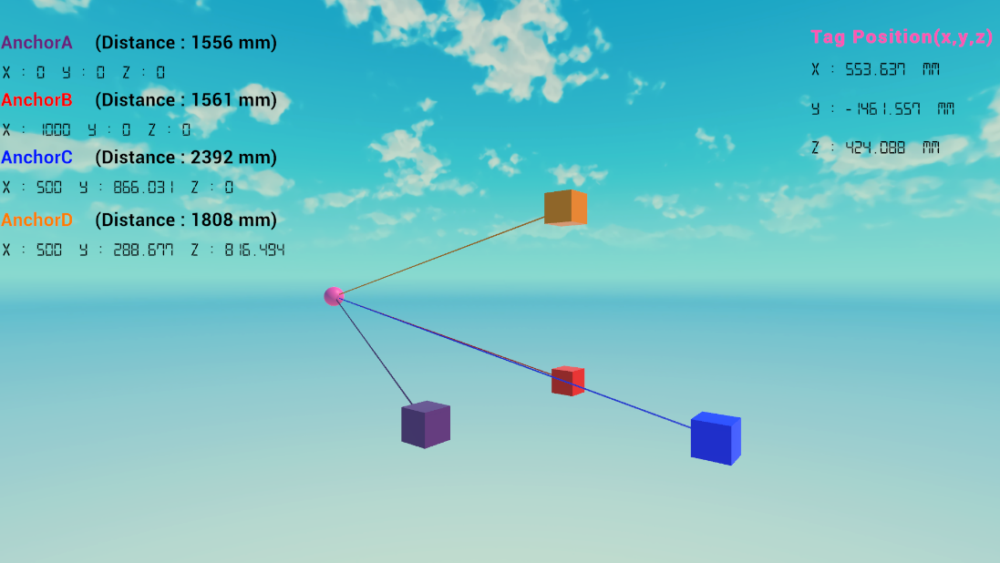 AnchorA (Distance : 1556 mm)
X : 0 y : 0 Z : 0
AnchorB (Distance : 1561 mm)
X : 1000 y : 0 Z : 0
AnchorC (Distance : 2392 mm)
X : 500 y : 866.031 Z : 0
AnchorD (Distance : 1808 mm)
X : 500 y : 288.677 Z : 816.494
Tag Position(x,y,z)
X : 553.637 MM
y : -1461.557 MM
Z : 424.088 MM